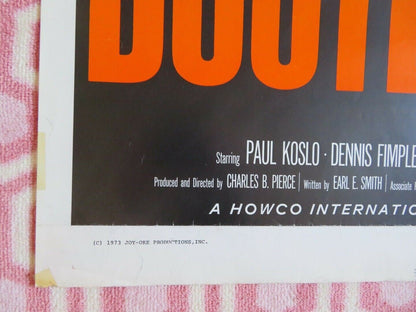 Starring PAUL KOSLO · DENNIS FIMPLE
Produced and Directed by CHARLES B. PIERCE | Written by EARL E. SMITH | Associate
A HOWCO INTERNATIO
(C) 1973 JOY-OKE PRODUCTIONS,INC.